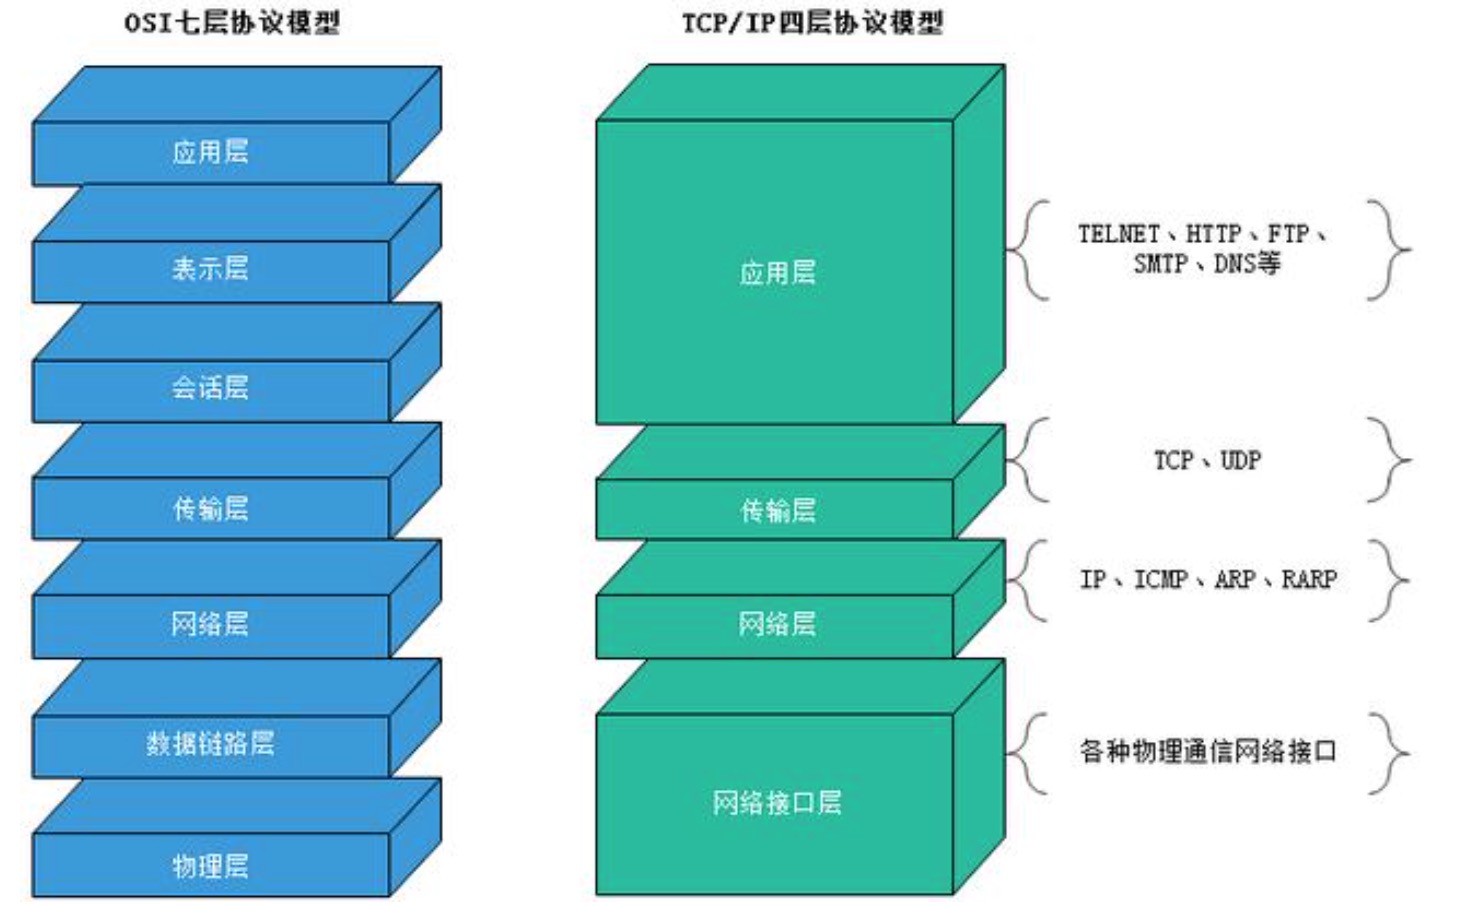 OSI七层协议模型
应用层
表示层
会话层
传输层
网络层
数据链路层
物理层
TCP/IP四层协议模型
应用层
传输层
网络层
网络接口层
TELNET、HTTP、FTP、
SMTP、DNS等
TCP、UDP
IP、ICMP、ARP、RARP
各种物理通信网络接口